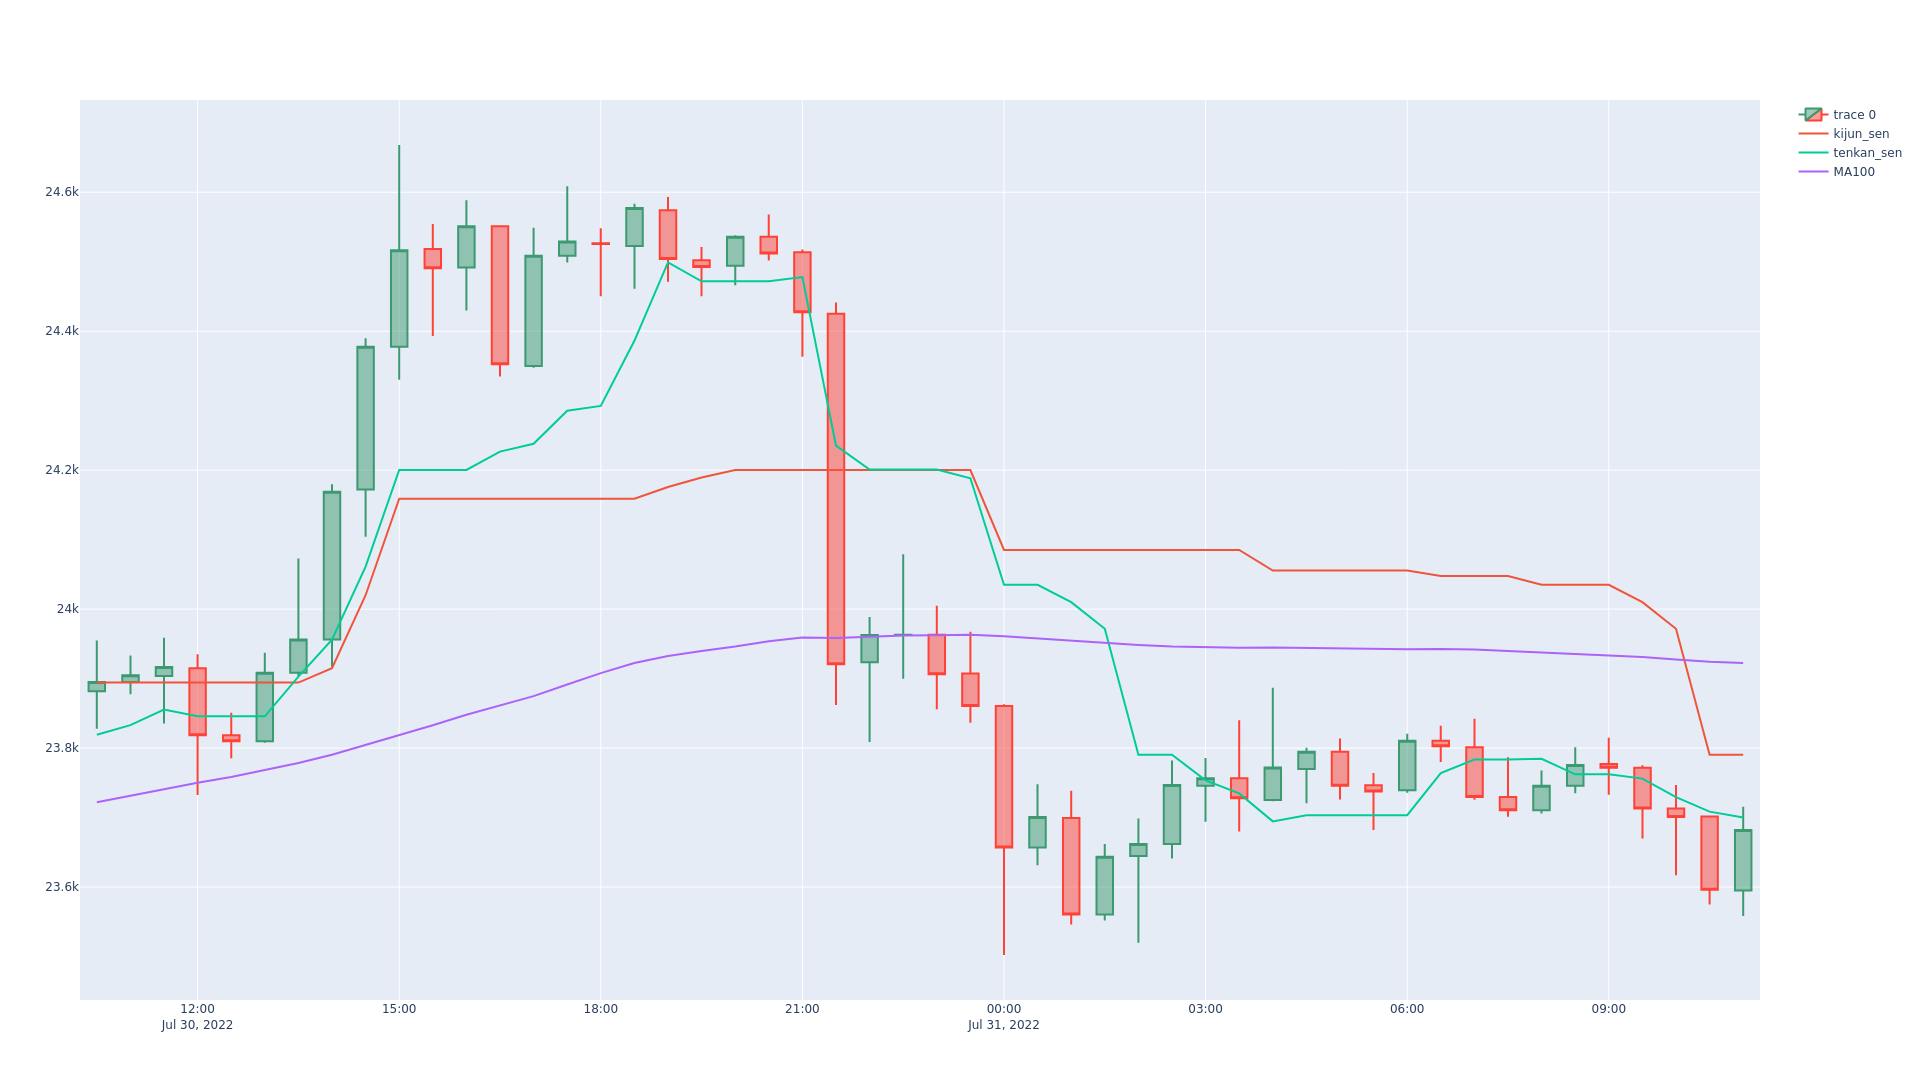 trace 0
kijun_sen
tenkan_sen
MA100
24.6k
24.4k
24.2k
24k
23.8k
23.6k
12:00 15:00 18:00 21:00 00:00 03:00 06:00 09:00
Jul 30, 2022 Jul 31, 2022